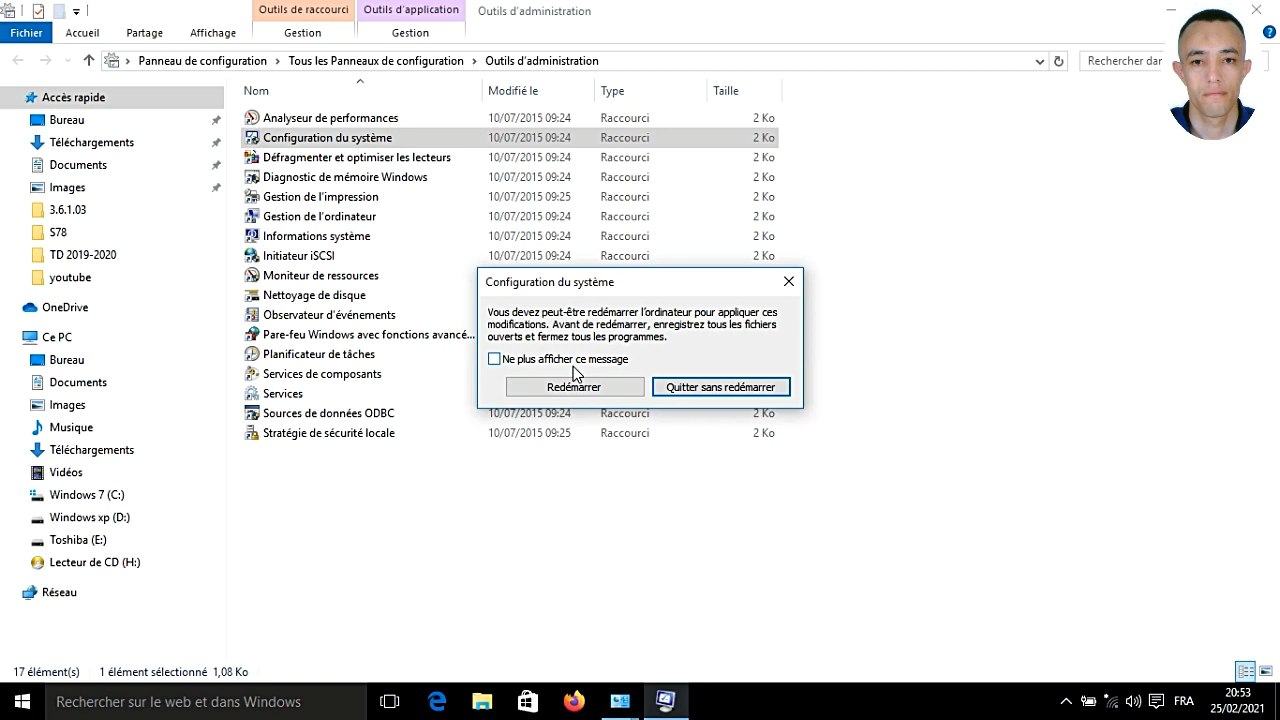 Outils de raccourci
Outils d'application
Outils d'administration
Fichier
Accueil
Partage
Affichage
Gestion
Gestion
Panneau de configuration
Tous les Panneaux de configuration
Outils d'administration
Rechercher dan
Nom
Modifié le
Type
Taille
Accès rapide
Bureau
Téléchargements
Documents
Images
3.6.1.03
S78
TD 2019-2020
youtube
OneDrive
Ce PC
Bureau
Documents
Images
Musique
Téléchargements
Vidéos
Windows 7 (C:)
Windows xp (D:)
Toshiba (E:)
Lecteur de CD (H:)
Réseau
Analyseur de performances 10/07/2015 09:24 Raccourci 2 Ko
Configuration du système 10/07/2015 09:24 Raccourci 2 Ko
Défragmenter et optimiser les lecteurs 10/07/2015 09:24 Raccourci 2 Ko
Diagnostic de mémoire Windows 10/07/2015 09:24 Raccourci 2 Ko
Gestion de l'impression 10/07/2015 09:25 Raccourci 2 Ko
Gestion de l'ordinateur 10/07/2015 09:24 Raccourci 2 Ko
Informations système 10/07/2015 09:24 Raccourci 2 Ko
Initiateur iSCSI 10/07/2015 09:24 Raccourci 2 Ko
Moniteur de ressources
Nettoyage de disque
Observateur d'événements
Pare-feu Windows avec fonctions avancé...
Planificateur de tâches
Services de composants
Services
Sources de données ODBC 10/07/2015 09:24 Raccourci 2 Ko
Stratégie de sécurité locale 10/07/2015 09:25 Raccourci 2 Ko
Configuration du système
Vous devez peut-être redémarrer l'ordinateur pour appliquer ces
modifications. Avant de redémarrer, enregistrez tous les fichiers
ouverts et fermez tous les programmes.
Ne plus afficher ce message
Redémarrer
Quitter sans redémarrer
17 élément(s)
1 élément sélectionné 1,08 Ko
Rechercher sur le web et dans Windows
FRA
20:53
25/02/2021